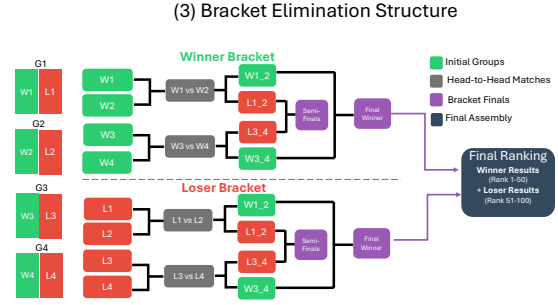 (3) Bracket Elimination Structure
Winner Bracket
G1
W1 L1
G2
W2 L2
G3
W3 L3
G4
W4 L4
W1
W2
W3
W4
W1 vs W2
W3 vs W4
W1_2
L1_2
L3_4
W3_4
Semi-
Finals
Final
Winner
Loser Bracket
L1
L2
L3
L4
L1 vs L2
L3 vs L4
W1_2
L1_2
L3_4
W3_4
Semi-
Finals
Final
Winner
Initial Groups
Head-to-Head Matches
Bracket Finals
Final Assembly
Final Ranking
Winner Results
(Rank 1-50)
+ Loser Results
(Rank 51-100)